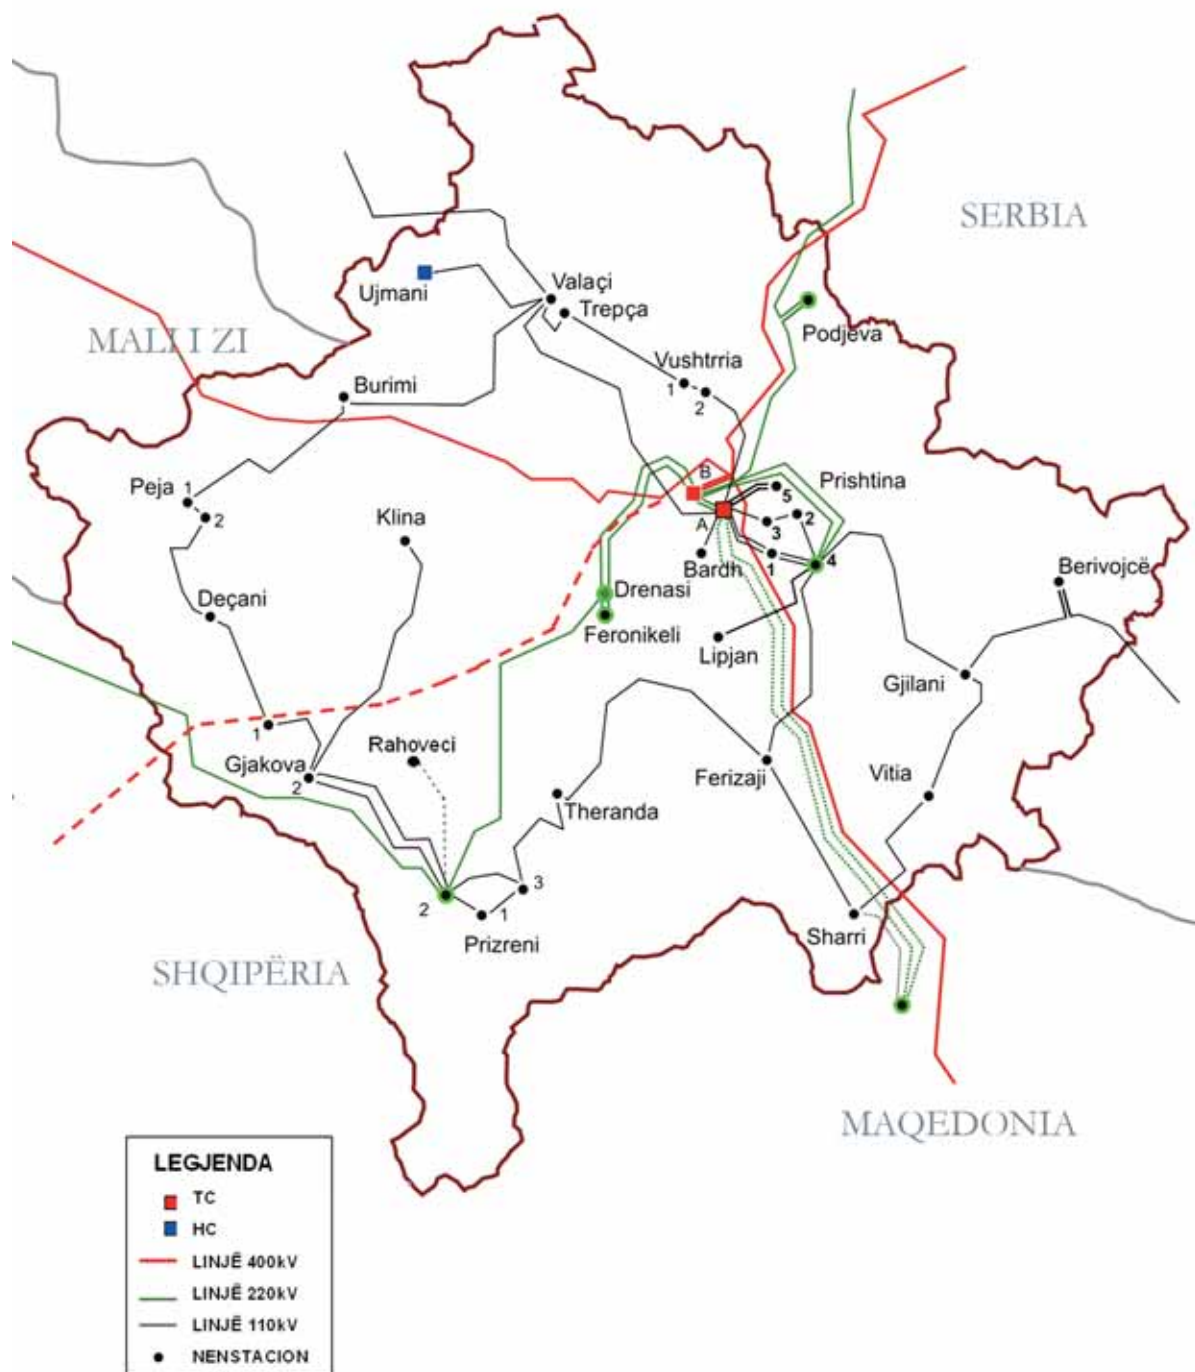 SERBIA
Ujmani
Valaçi
Trepça
MALI I ZI
Podjeva
Vushtrria
1
2
Burimi
Peja
1
2
Klina
B
A
Prishtina
5
2
3
1
4
Bardh
Berivojcë
Deçani
Drenasi
Feronikeli
Lipjan
Gjilani
1
Gjakova
2
Rahoveci
Ferizaji
Vitia
Theranda
2
3
1
Prizreni
Sharri
SHQIPËRIA
MAQEDONIA
LEGJENDA
TC
HC
LINJË 400kV
LINJË 220kV
LINJË 110kV
NENSTACION